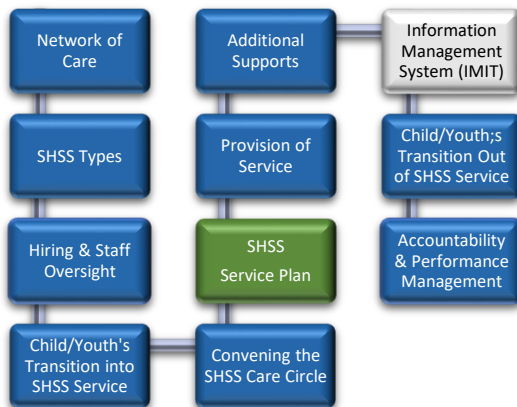 Network of
Care
SHSS Types
Hiring & Staff
Oversight
Child/Youth's
Transition into
SHSS Service
Convening the
SHSS Care Circle
SHSS
Service Plan
Provision of
Service
Additional
Supports
Information
Management
System (IMIT)
Child/Youth;s
Transition Out
of SHSS Service
Accountability
& Performance
Management